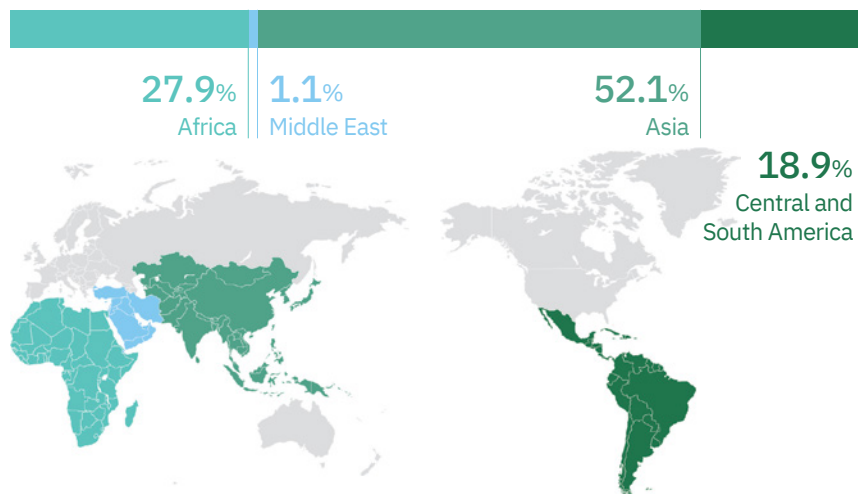 27.9%
Africa
1.1%
Middle East
52.1%
Asia
18.9%
Central and
South America